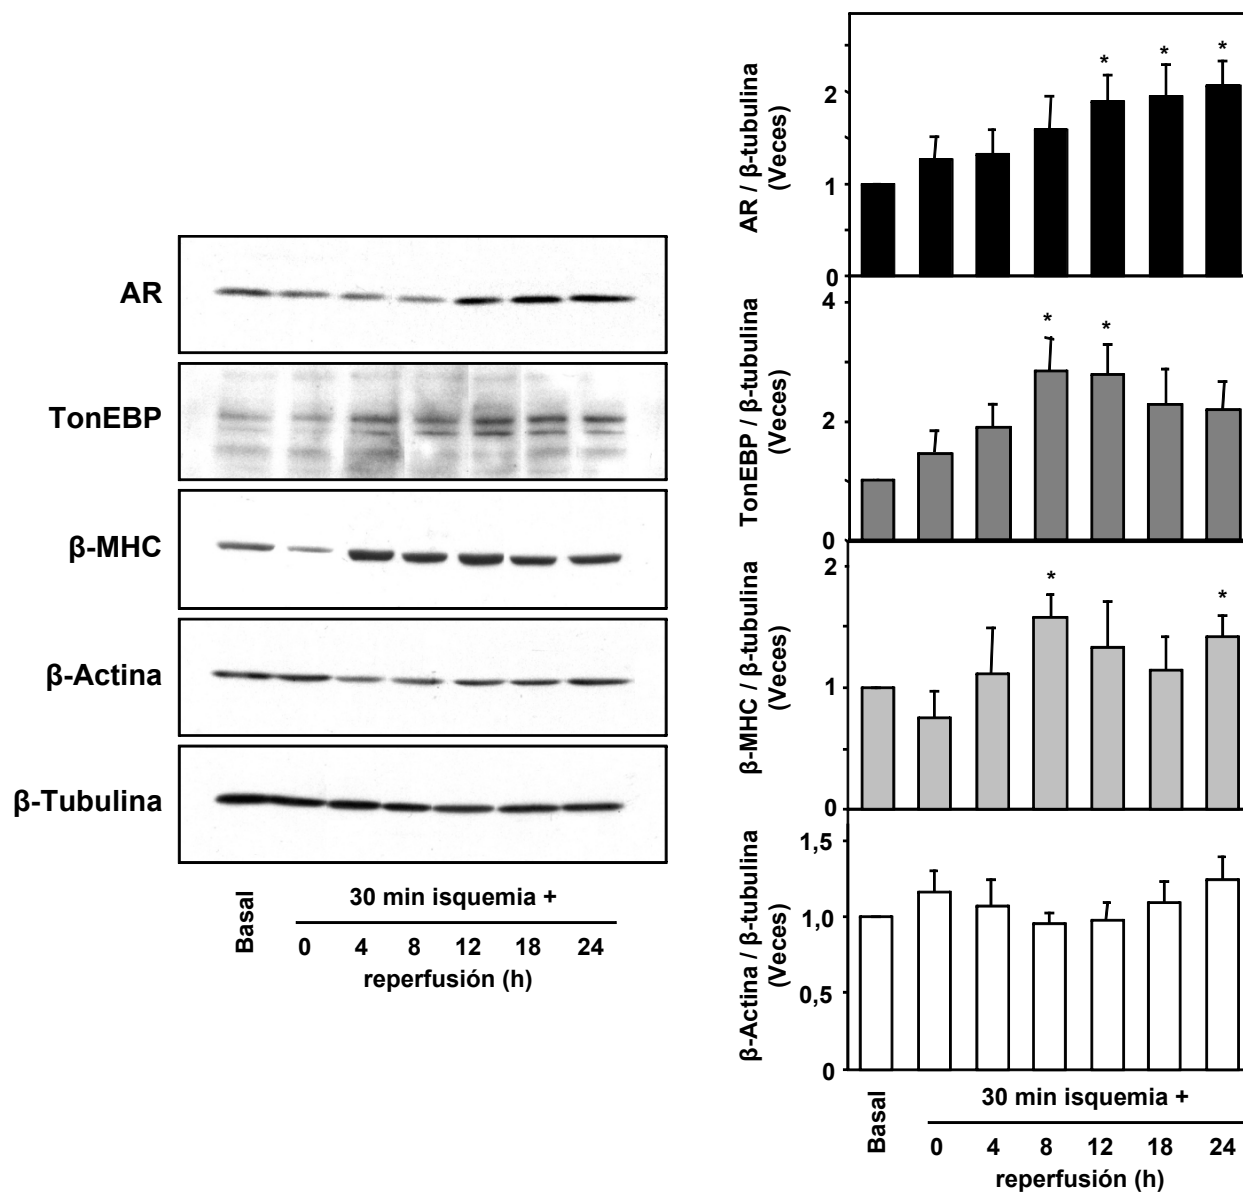 AR
TonEBP
β-MHC
β-Actina
β-Tubulina
Basal
30 min isquemia +
0 4 8 12 18 24
reperfusión (h)
AR / β-tubulina
(Veces)
2
1
0
* * *
TonEBP / β-tubulina
(Veces)
4
2
0
* *
β-MHC / β-tubulina
(Veces)
2
1
0
* *
β-Actina / β-tubulina
(Veces)
1,5
1,0
0,5
0
Basal
30 min isquemia +
0 4 8 12 18 24
reperfusión (h)